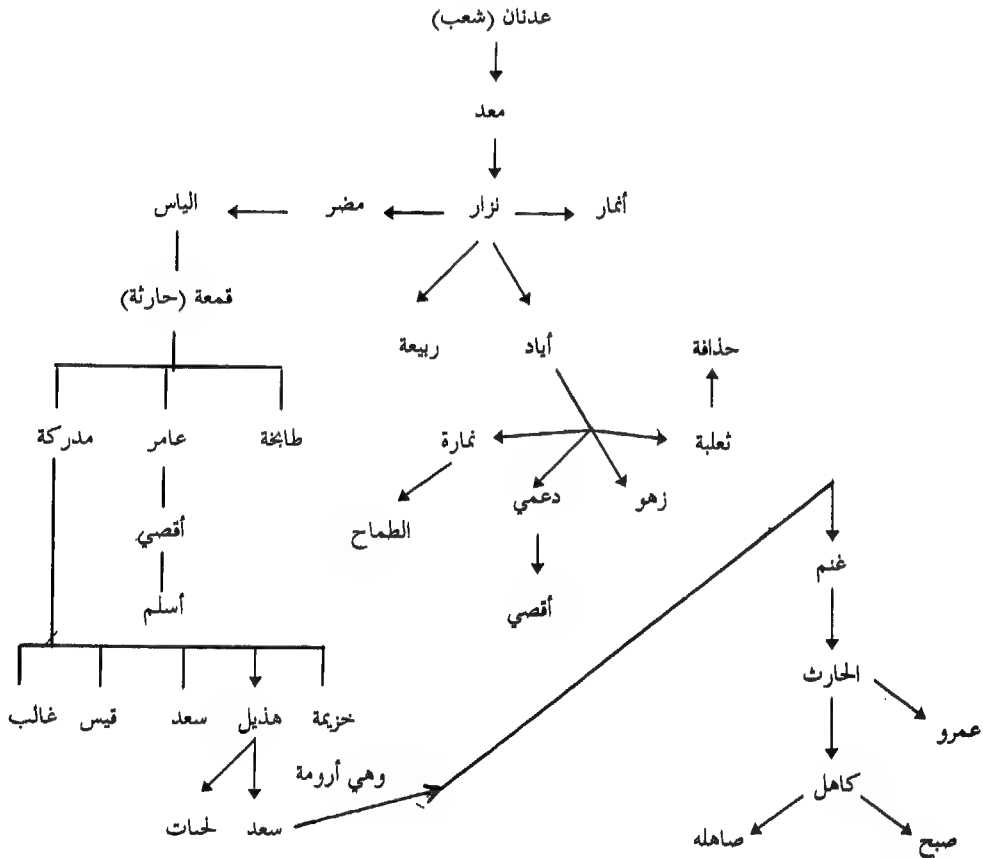 عدنان (شعب)
معد
أنمار نزار مضر الياس
قمعة (حارثة)
حذافة أياد ربيعة
ثعلبة نمارة طابخة عامر مدركة
زهو دعمي الطماح أقصي
غنم
أقصي أسلم
الحارث
خزيمة هذيل سعد قيس غالب
عمرو
وهي أرومة
كاهل
سعد لحيات
صبح صاهله